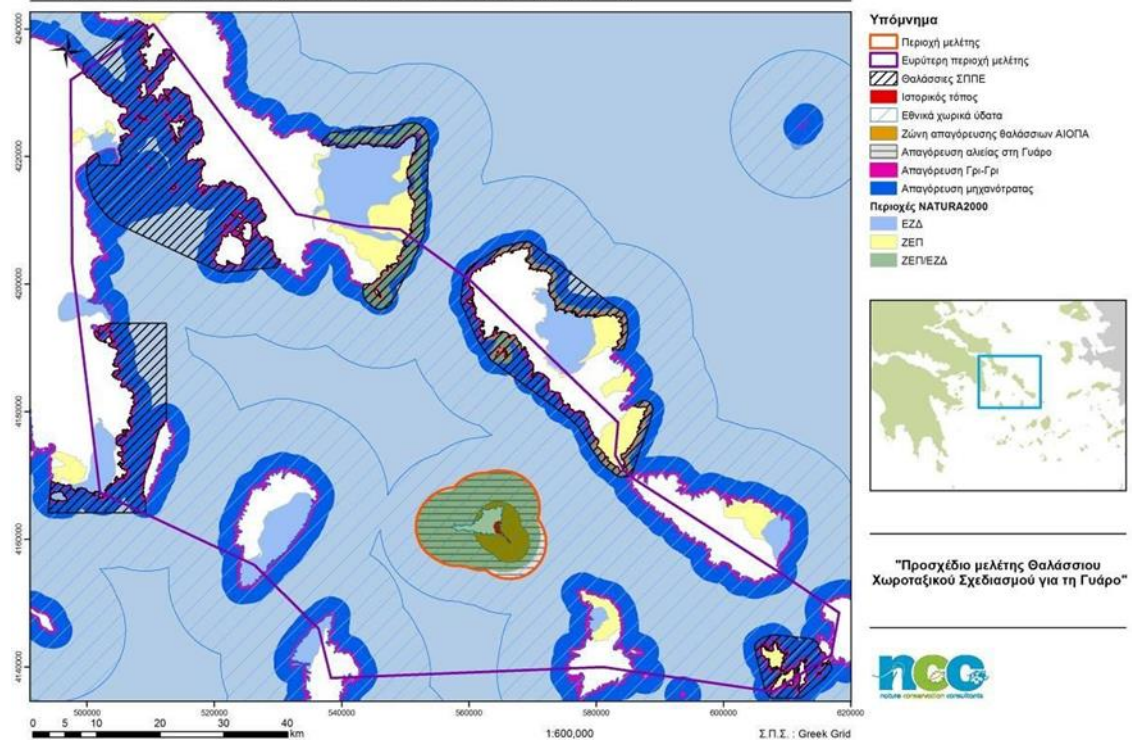 4240000
4220000
4200000
4180000
4160000
4140000
500000
520000
540000
560000
580000
600000
620000
0 5 10 20 30 40
km
1:600,000
Σ.Π.Σ. : Greek Grid
Υπόμνημα
Περιοχή μελέτης
Ευρύτερη περιοχή μελέτης
Θαλάσσιες ΣΠΠΕ
Ιστορικός τόπος
Εθνικά χωρικά ύδατα
Ζώνη απαγόρευσης θαλάσσιων ΑΙΟΠΑ
Απαγόρευση αλιείας στη Γυάρο
Απαγόρευση Γρι-Γρι
Απαγόρευση μηχανότρατας
Περιοχές NATURA2000
ΕΖΔ
ΖΕΠ
ΖΕΠ/ΕΖΔ
"Προσχέδιο μελέτης Θαλάσσιου
Χωροταξικού Σχεδιασμού για τη Γυάρο"
ncc
nature conservation consultants